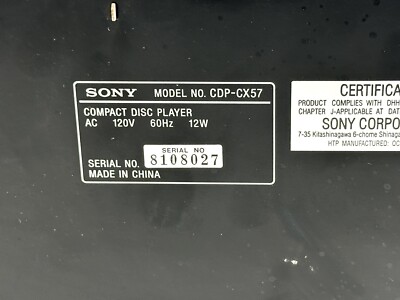 SONY MODEL NO. CDP-CX57
COMPACT DISC PLAYER
AC 120V 60Hz 12W
SERIAL NO
SERIAL NO. 8108027
MADE IN CHINA
CERTIFICA
PRODUCT COMPLIES WITH DHH
CHAPTER J-APPLICABLE AT DAT
SONY CORPO
7-35 Kitashinagawa 6-chome Shinaga
HTP MANUFACTURED: OC